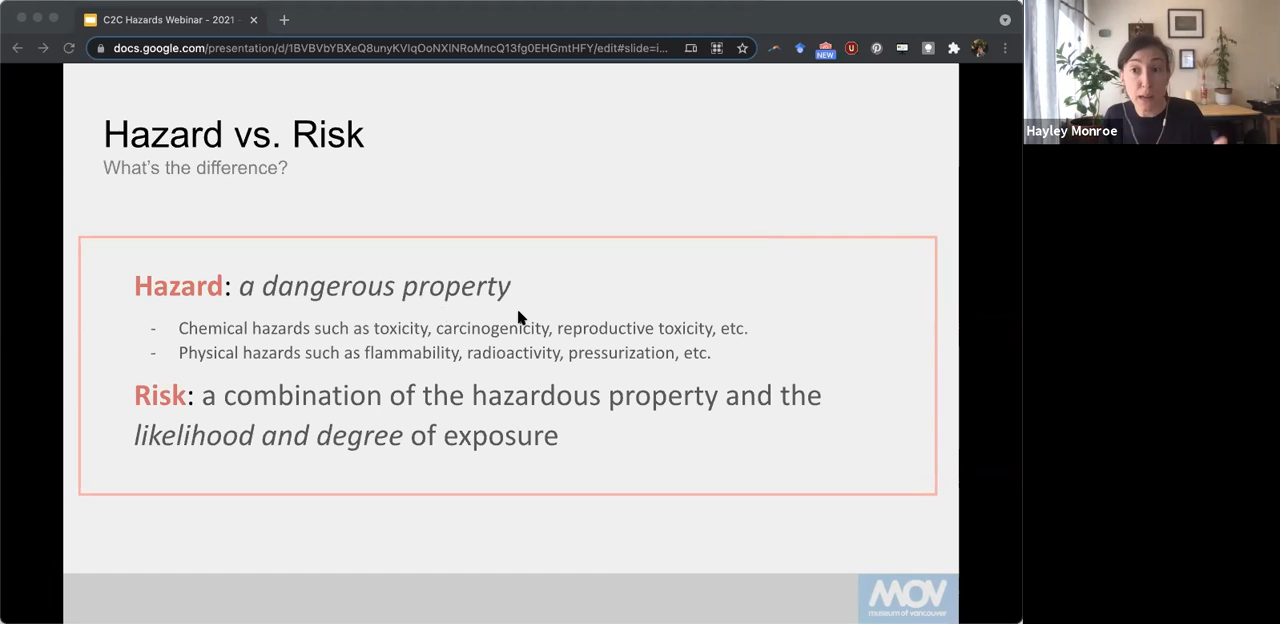 C2C Hazards Webinar - 2021 -
docs.google.com/presentation/d/1BVBVbYBXeQ8unyKVlqOoNXINRoMncQ13fg0EHGmtHFY/edit#slide=i...
NEW
Hayley Monroe
Hazard vs. Risk
What's the difference?
Hazard: a dangerous property
- Chemical hazards such as toxicity, carcinogenicity, reproductive toxicity, etc.
- Physical hazards such as flammability, radioactivity, pressurization, etc.
Risk: a combination of the hazardous property and the
likelihood and degree of exposure
MOV
museum of vancouver